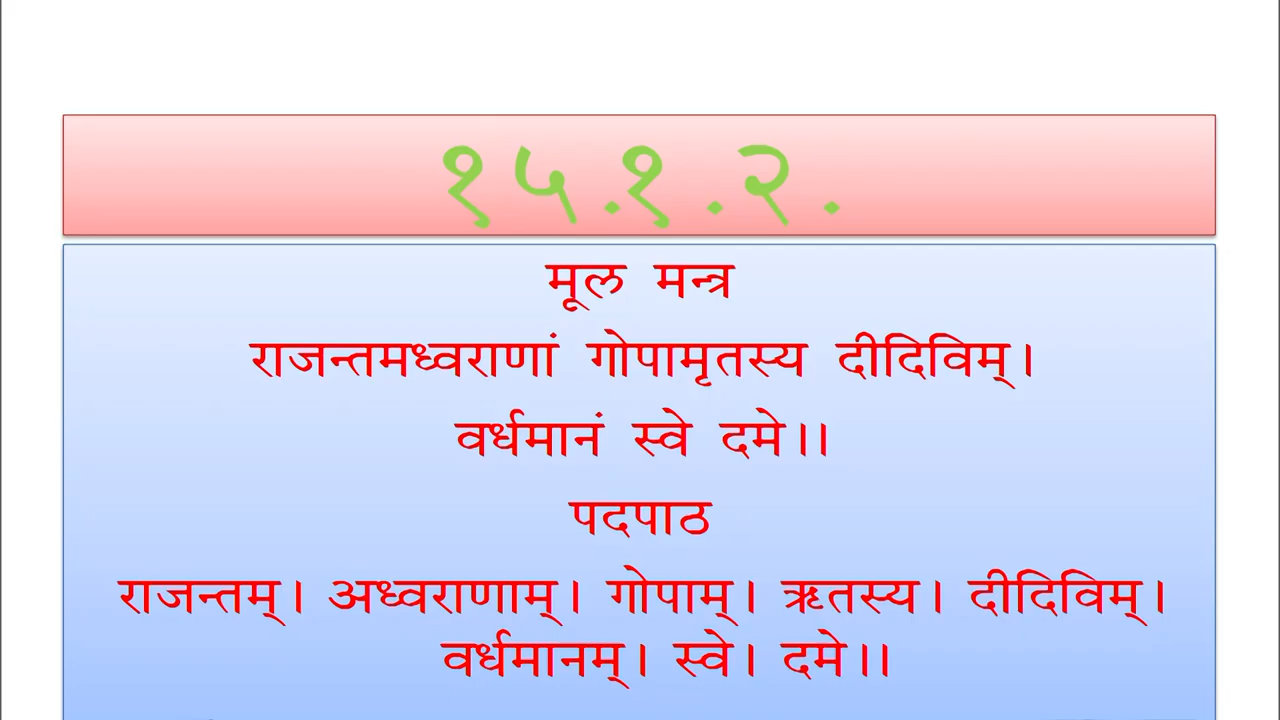 १५.१.२.
मूल मन्त्र
राजन्तमध्वराणां गोपामृतस्य दीदिविम्।
वर्धमानं स्वे दमे।।
पदपाठ
राजन्तम्। अध्वराणाम्। गोपाम्। ऋतस्य। दीदिविम्।
वर्धमानम्। स्वे। दमे।।